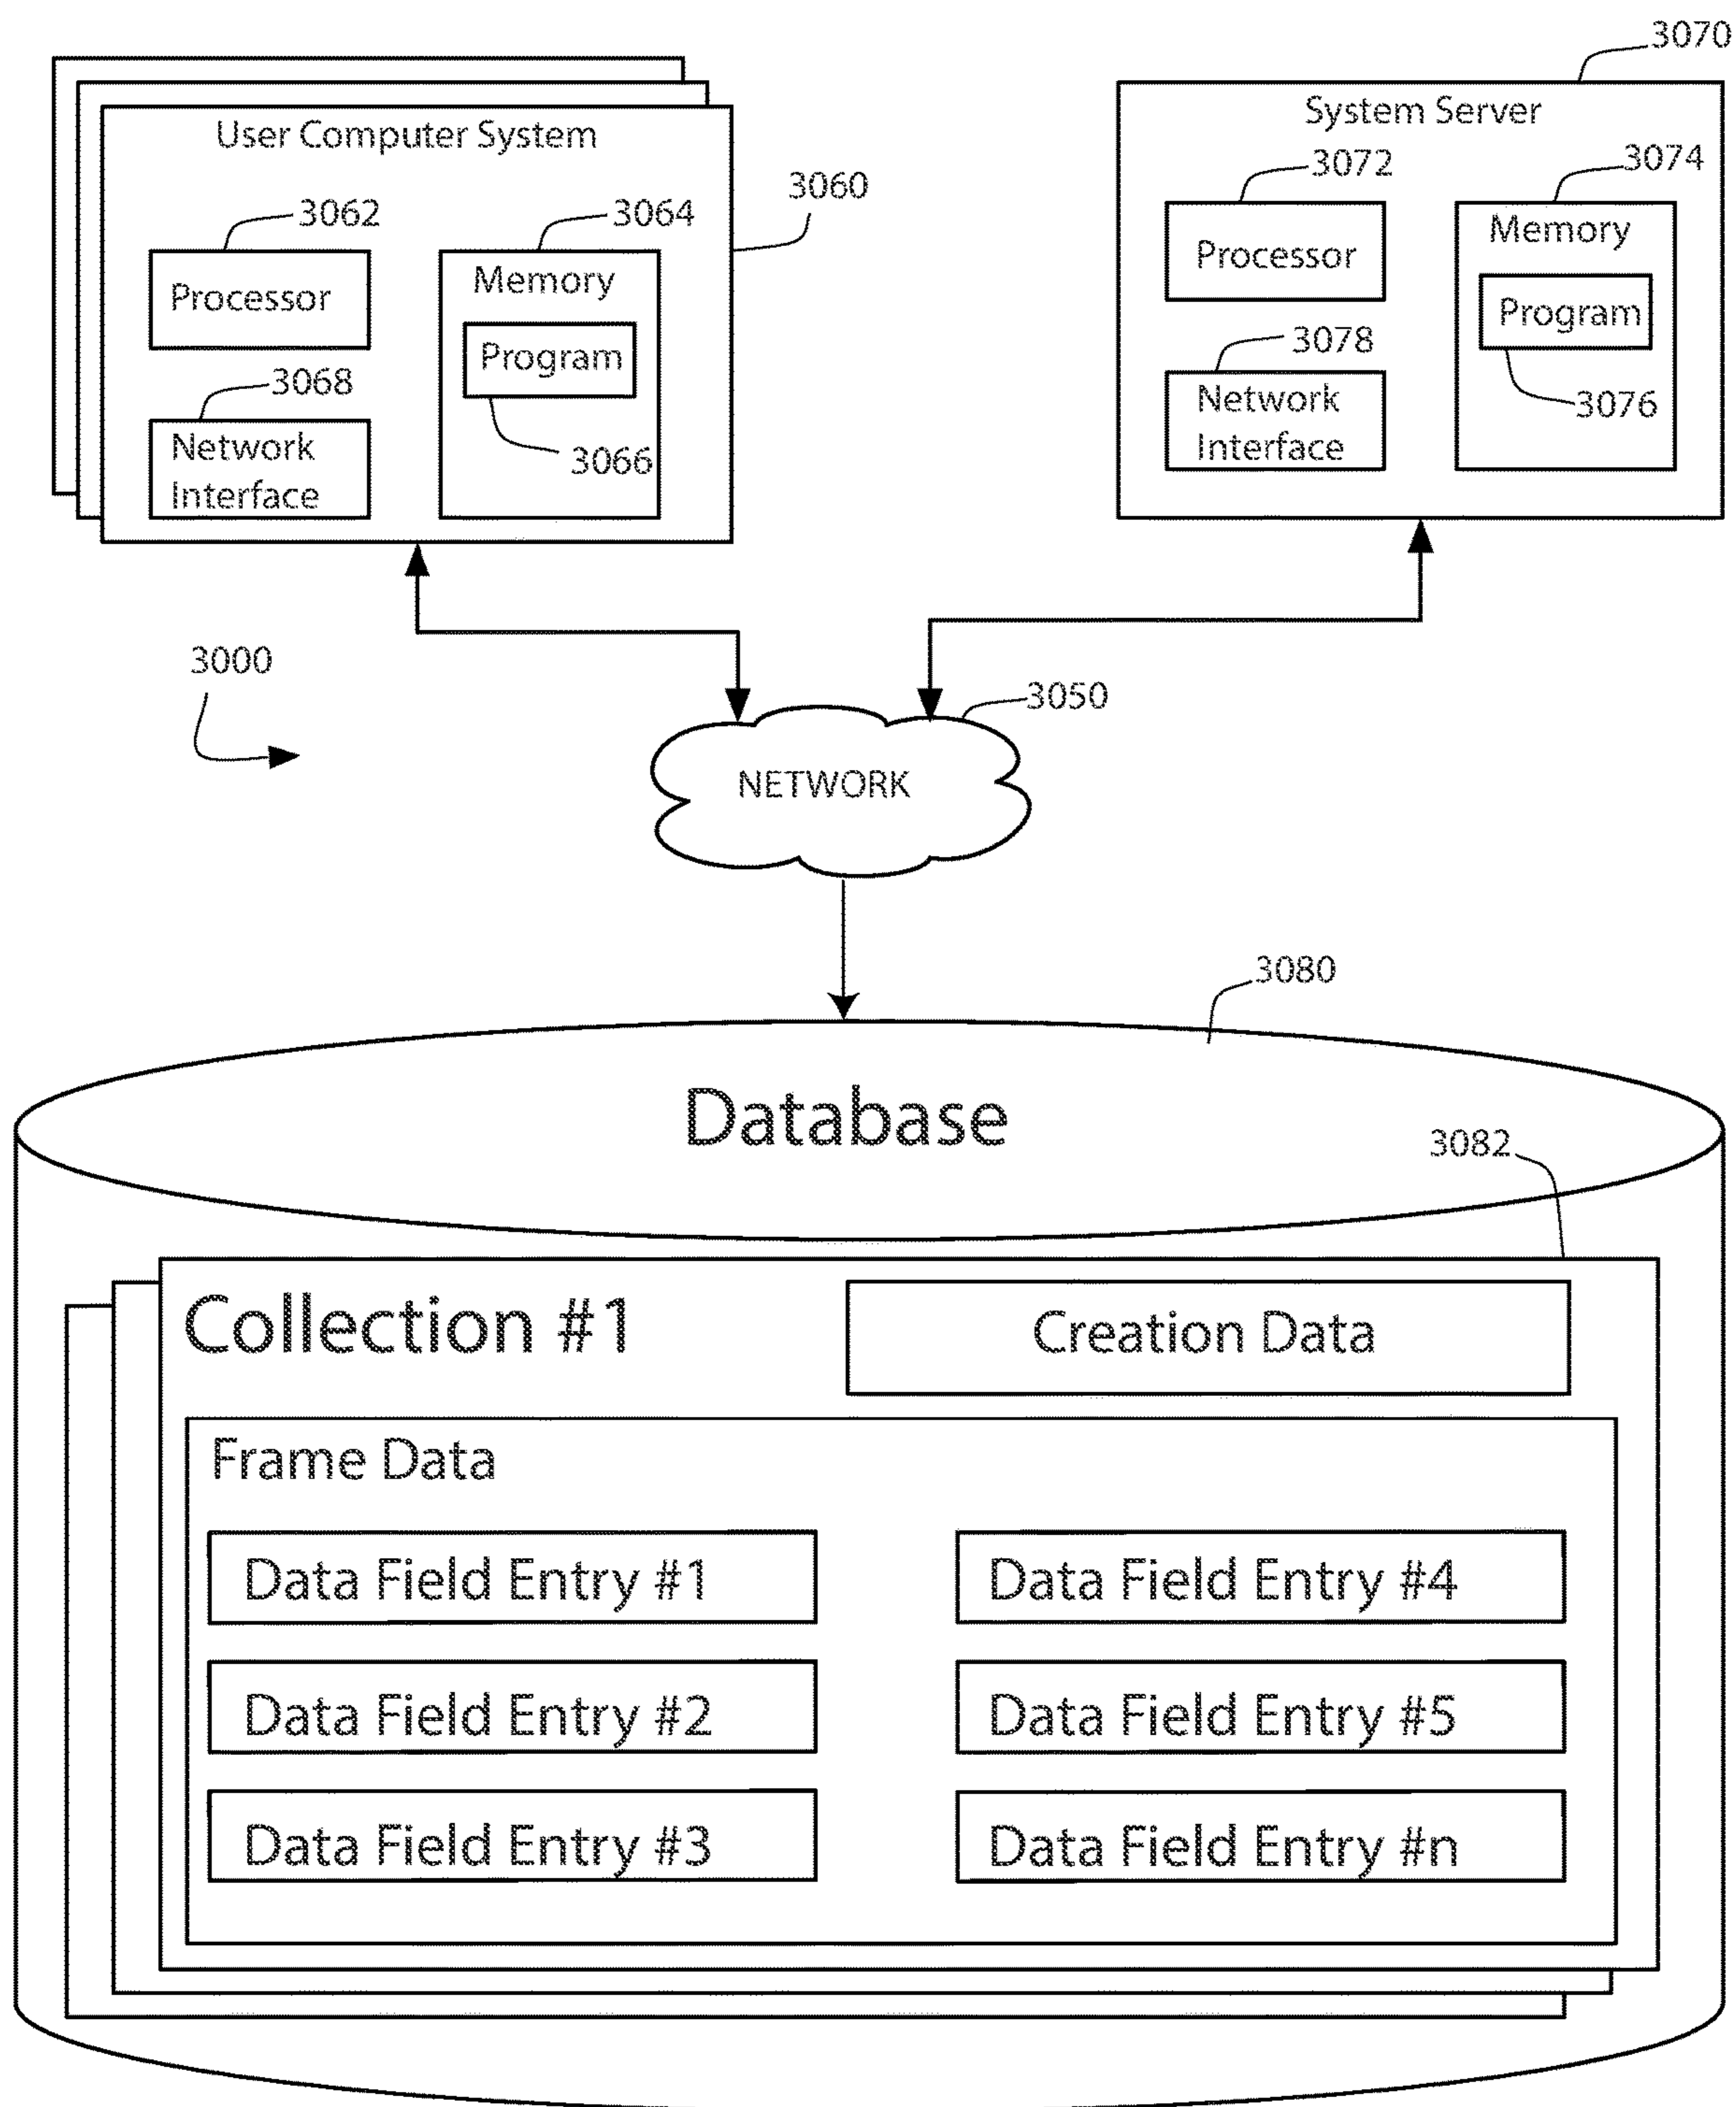 3070
User Computer System
System Server
3060
3062
3064
3072
3074
Processor
Memory
Program
3068
3066
Network
Interface
Processor
Memory
Program
3078
3076
Network
Interface
3000
3050
NETWORK
3080
Database
3082
Collection #1
Creation Data
Frame Data
Data Field Entry #1
Data Field Entry #4
Data Field Entry #2
Data Field Entry #5
Data Field Entry #3
Data Field Entry #n